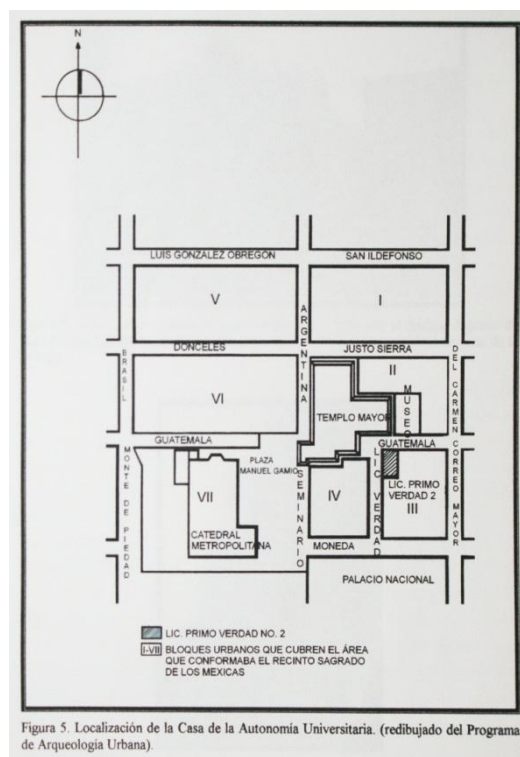 N
LUIS GONZALEZ OBREGON
SAN ILDEFONSO
V
I
ARGENTINA
DONCELES
JUSTO SIERRA
BRASIL
II
DEL CARMEN
MUSEO
VI
TEMPLO MAYOR
GUATEMALA
GUATEMALA
PLAZA
MANUEL GAMIO
MONTE DE PIEDAD
SEMINARIO
LIC. VERDAD
CORREO MAYOR
LIC. PRIMO
VERDAD 2
VII
IV
III
CATEDRAL
METROPOLITANA
MONEDA
PALACIO NACIONAL
LIC. PRIMO VERDAD NO. 2
I-VII BLOQUES URBANOS QUE CUBREN EL ÁREA
QUE CONFORMABA EL RECINTO SAGRADO
DE LOS MEXICAS
Figura 5. Localización de la Casa de la Autonomía Universitaria. (redibujado del Programa
de Arqueología Urbana).